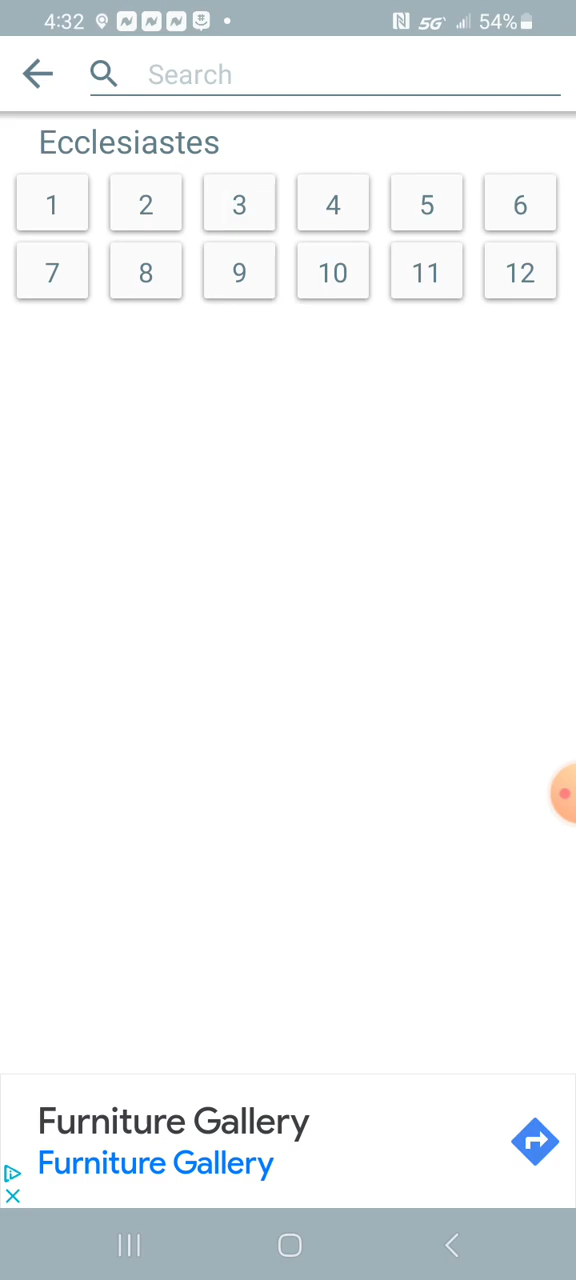 4:32 5G 54%
Search
Ecclesiastes
1 2 3 4 5 6
7 8 9 10 11 12
Furniture Gallery
Furniture Gallery